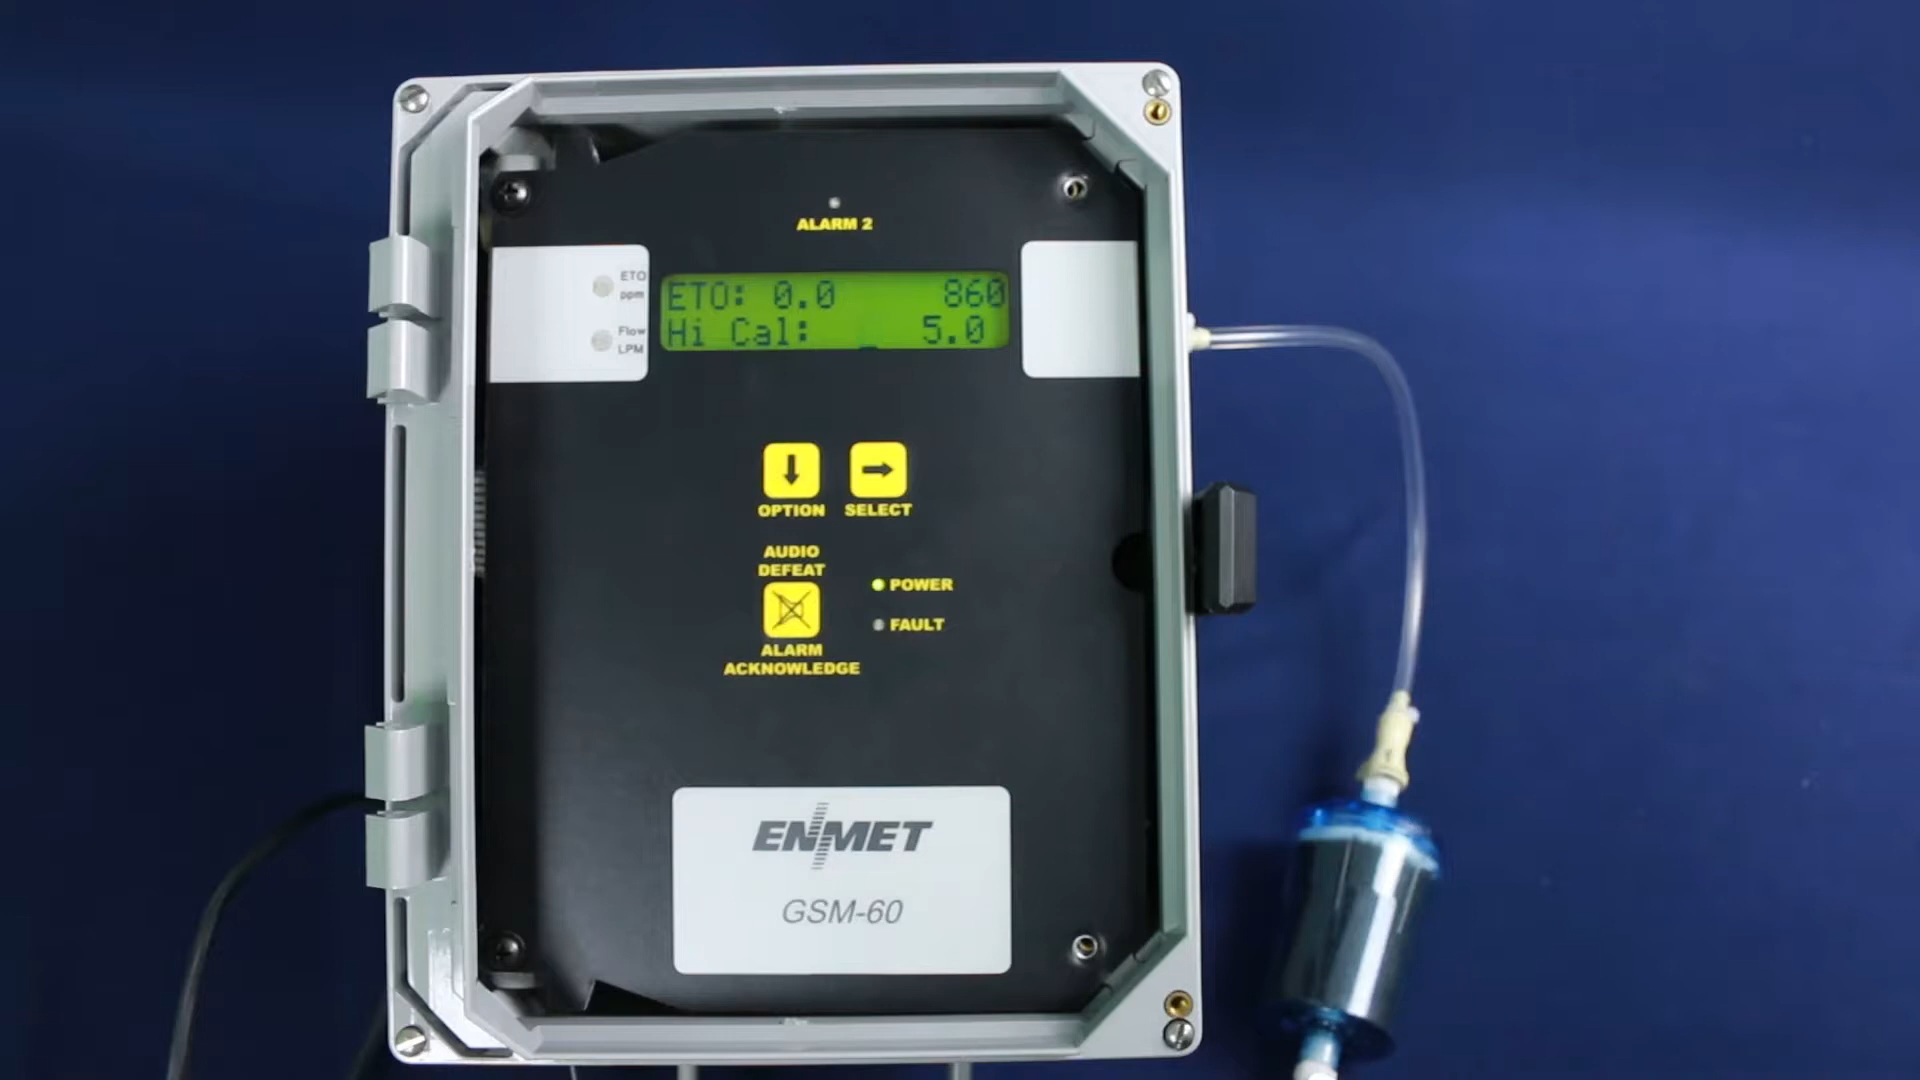 ALARM 2
ETO
ppm
Flow
LPM
ETO: 0.0 860
Hi Cal: 5.0
OPTION SELECT
AUDIO
DEFEAT
POWER
FAULT
ALARM
ACKNOWLEDGE
ENMET
GSM-60